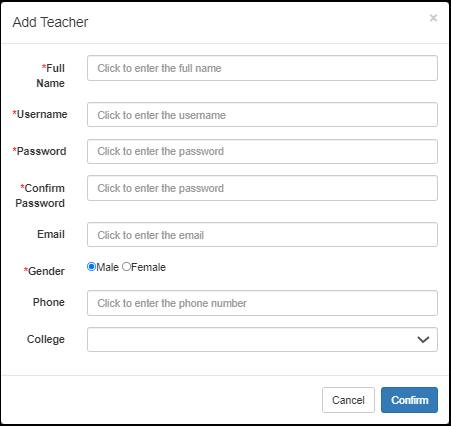 Add Teacher ×
*Full Name Click to enter the full name
*Username Click to enter the username
*Password Click to enter the password
*Confirm Password Click to enter the password
Email Click to enter the email
*Gender Male Female
Phone Click to enter the phone number
College
Cancel Confirm